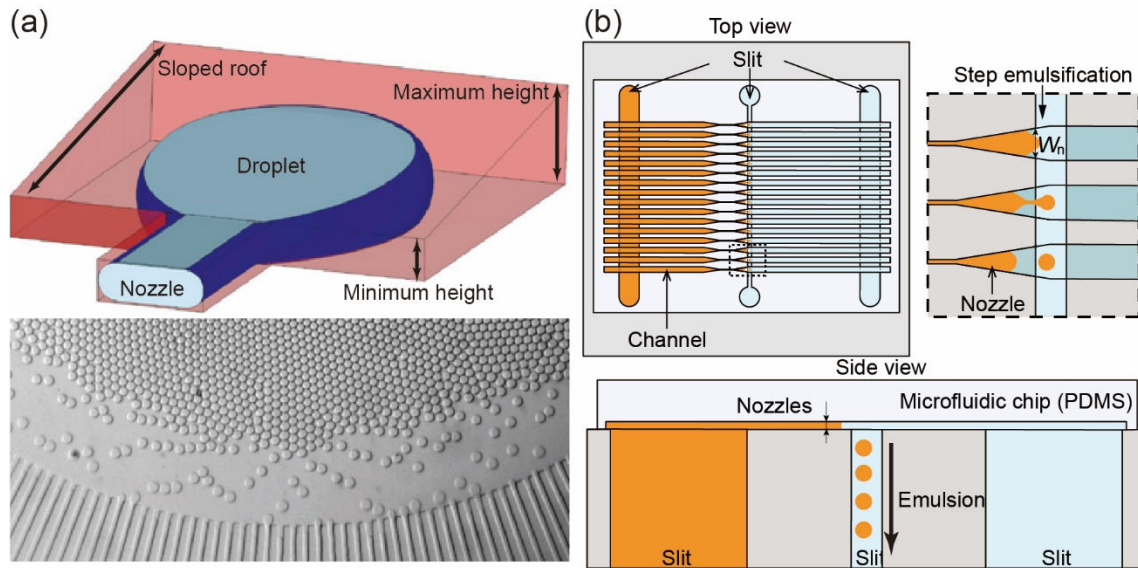 (a)
Sloped roof
Maximum height
Droplet
Nozzle
Minimum height
(b)
Top view
Slit
Channel
Step emulsification
Wn
Nozzle
Side view
Nozzles
Microfluidic chip (PDMS)
Emulsion
Slit
Slit
Slit